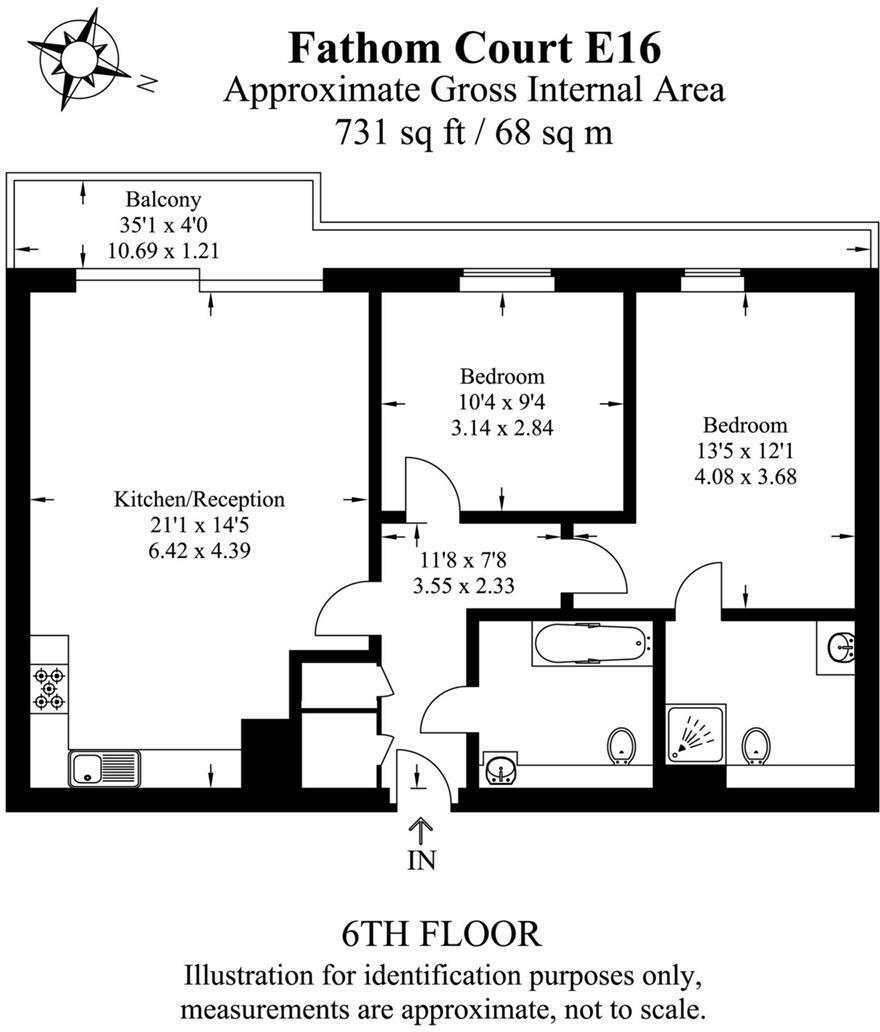 N
Fathom Court E16
Approximate Gross Internal Area
731 sq ft / 68 sq m
Balcony
35'1 x 4'0
10.69 x 1.21
Bedroom
10'4 x 9'4
3.14 x 2.84
Bedroom
13'5 x 12'1
4.08 x 3.68
Kitchen/Reception
21'1 x 14'5
6.42 x 4.39
11'8 x 7'8
3.55 x 2.33
IN
6TH FLOOR
Illustration for identification purposes only,
measurements are approximate, not to scale.